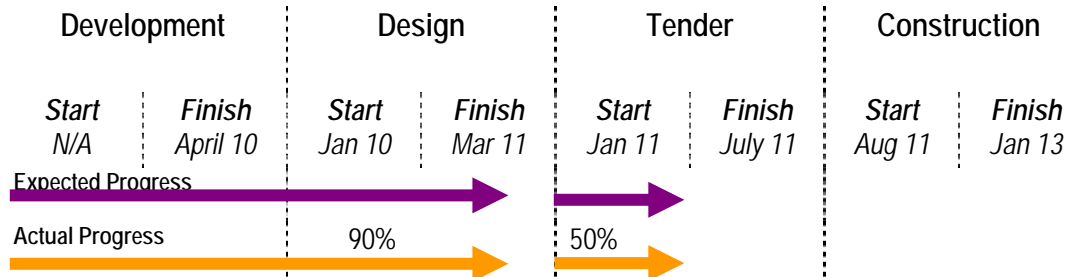 Development Design Tender Construction
Start Finish Start Finish Start Finish Start Finish
N/A April 10 Jan 10 Mar 11 Jan 11 July 11 Aug 11 Jan 13
Expected Progress
Actual Progress 90% 50%